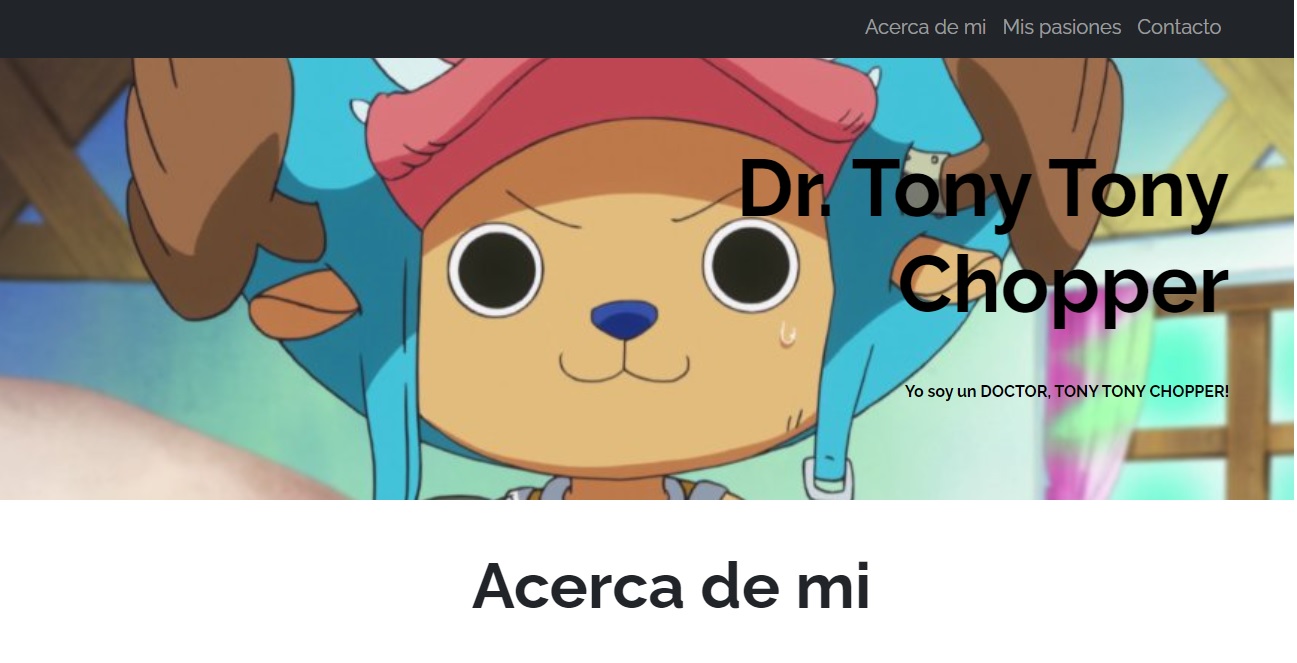 Acerca de mi Mis pasiones Contacto
Dr. Tony Tony
Chopper
Yo soy un DOCTOR, TONY TONY CHOPPER!
Acerca de mi